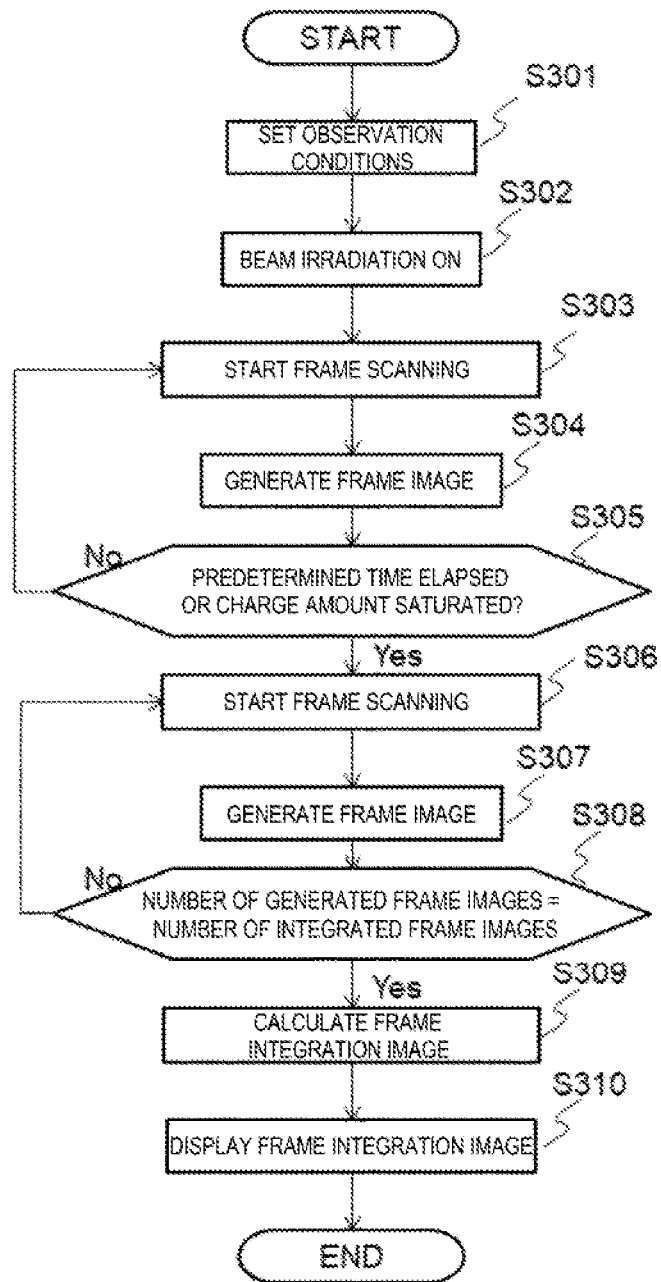 START
S301
SET OBSERVATION
CONDITIONS
S302
BEAM IRRADIATION ON
S303
START FRAME SCANNING
S304
GENERATE FRAME IMAGE
S305
No
PREDETERMINED TIME ELAPSED
OR CHARGE AMOUNT SATURATED?
Yes
S306
START FRAME SCANNING
S307
GENERATE FRAME IMAGE
S308
No
NUMBER OF GENERATED FRAME IMAGES =
NUMBER OF INTEGRATED FRAME IMAGES
Yes
S309
CALCULATE FRAME
INTEGRATION IMAGE
S310
DISPLAY FRAME INTEGRATION IMAGE
END